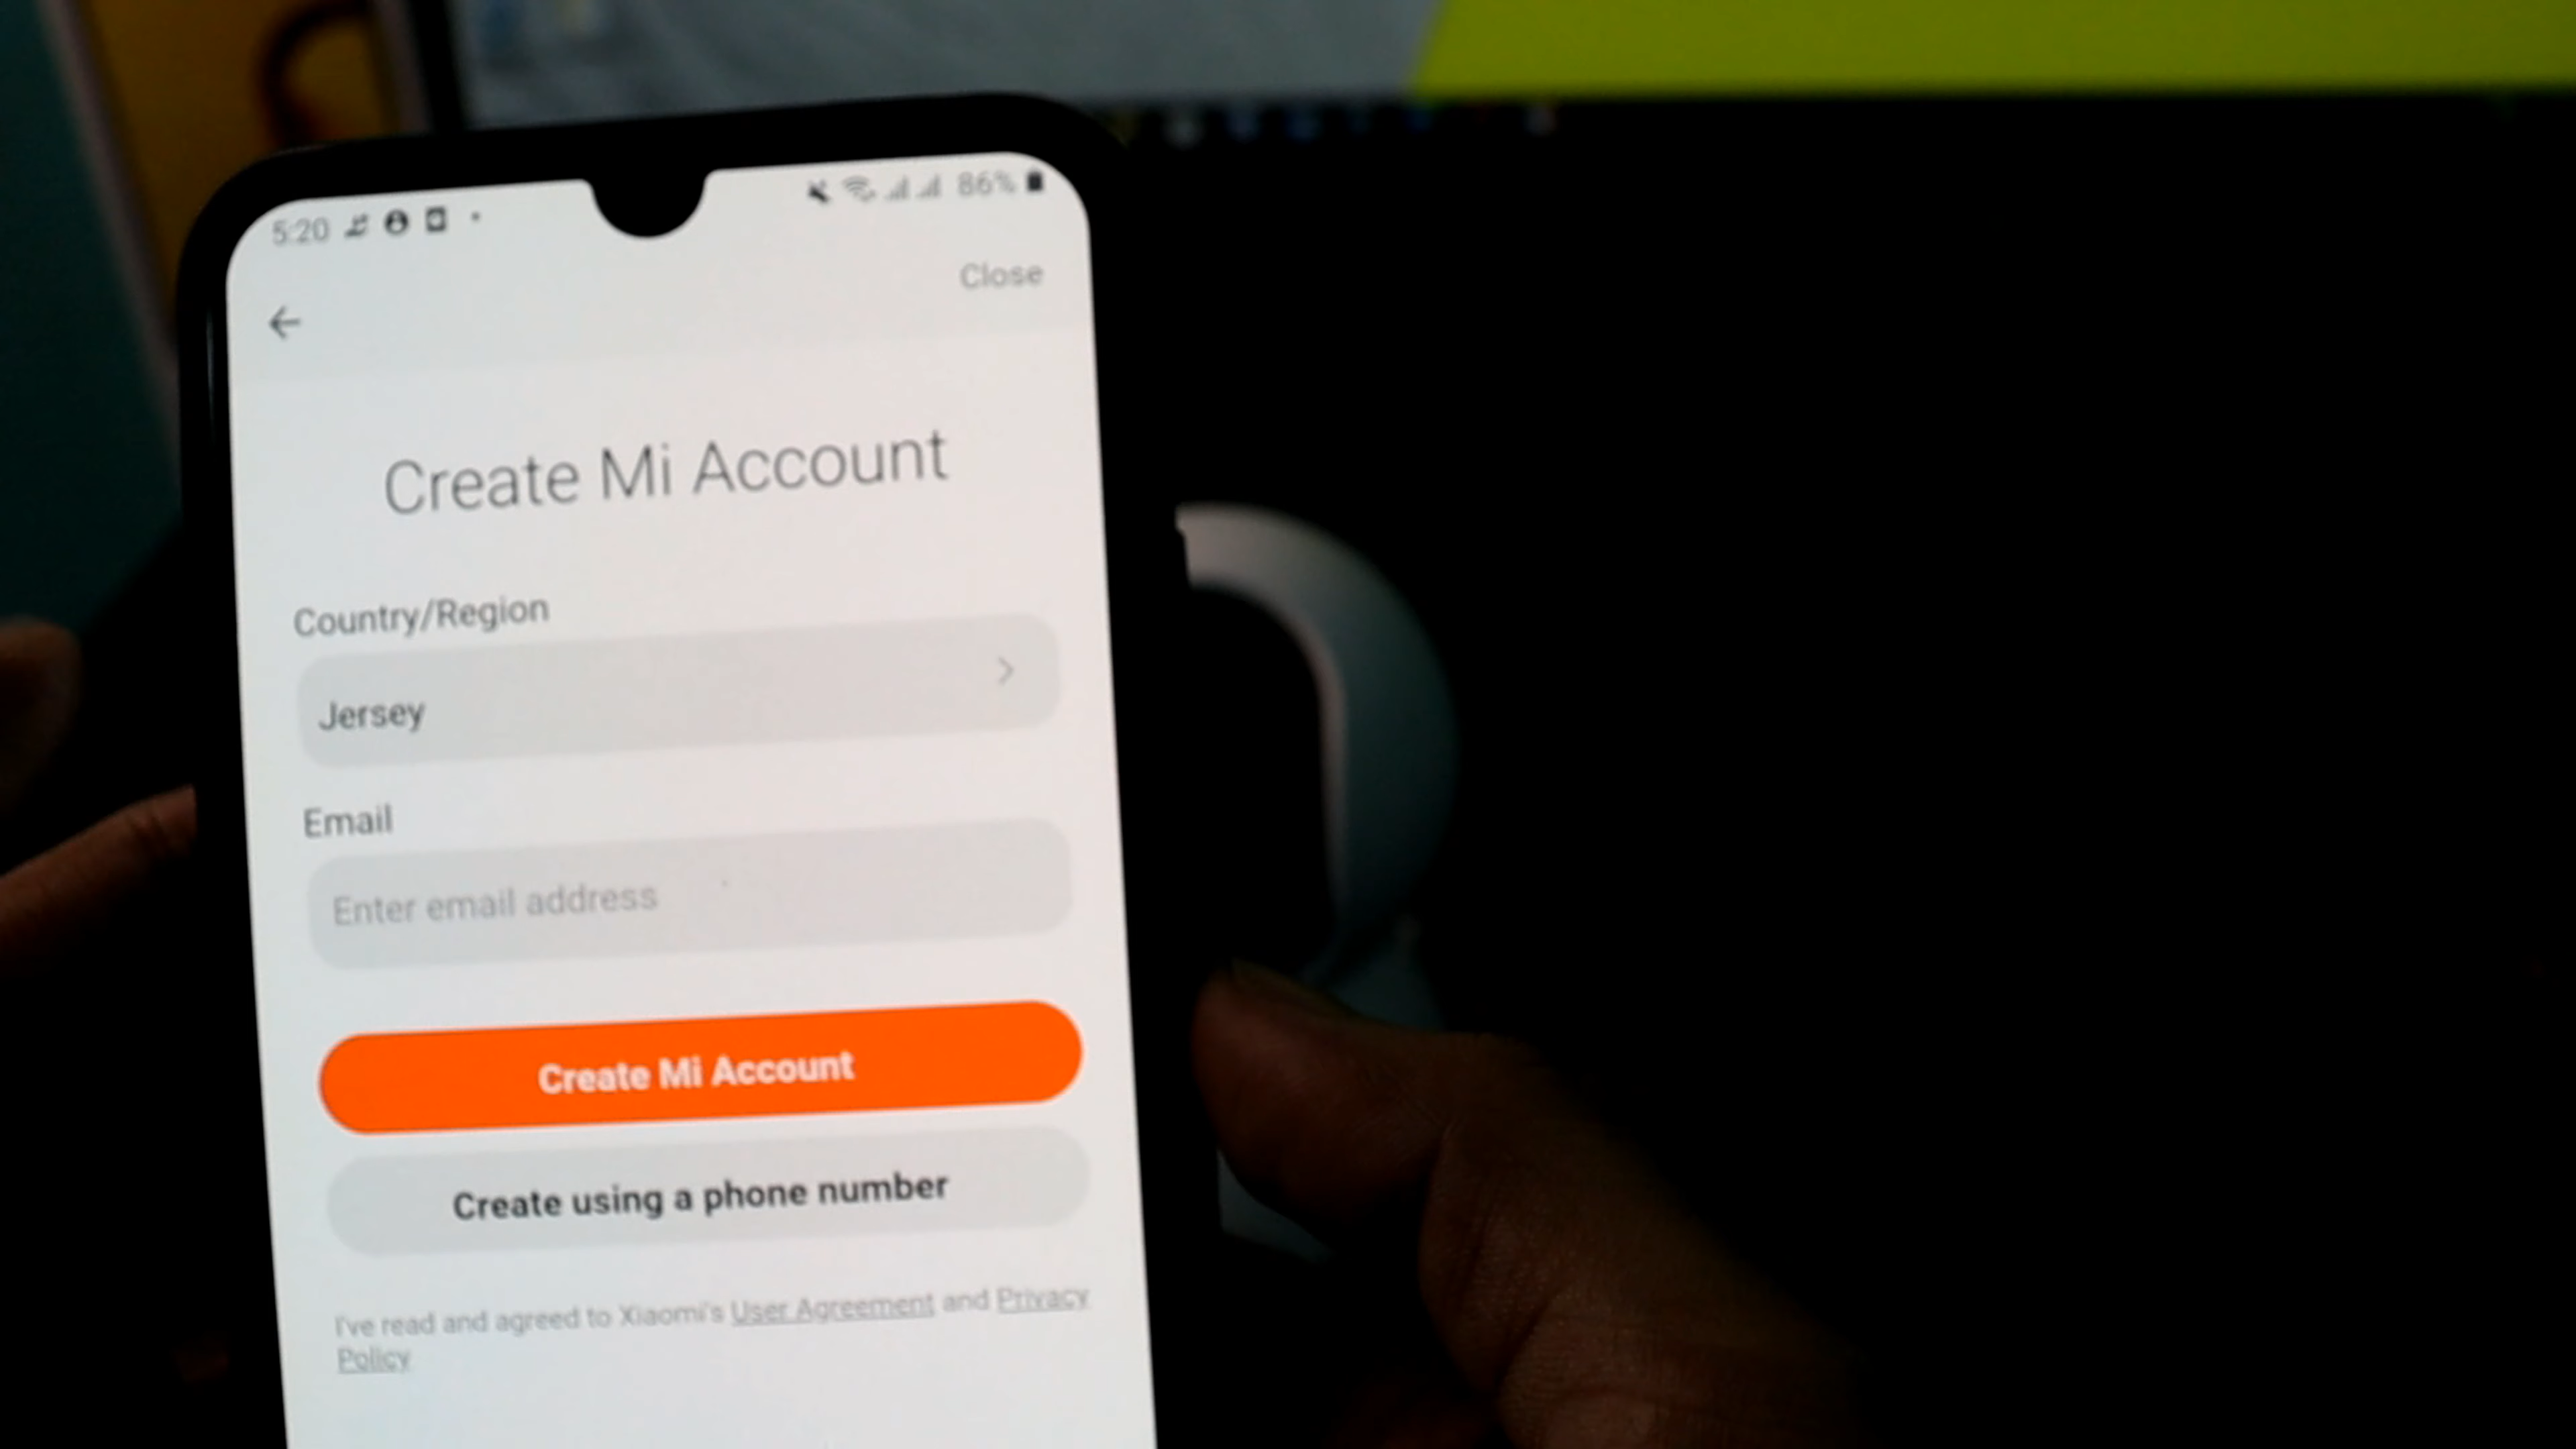 5:20
86%
Close
Create Mi Account
Country/Region
Jersey
Email
Enter email address
Create Mi Account
Create using a phone number
I've read and agreed to Xiaomi's User Agreement and Privacy
Policy